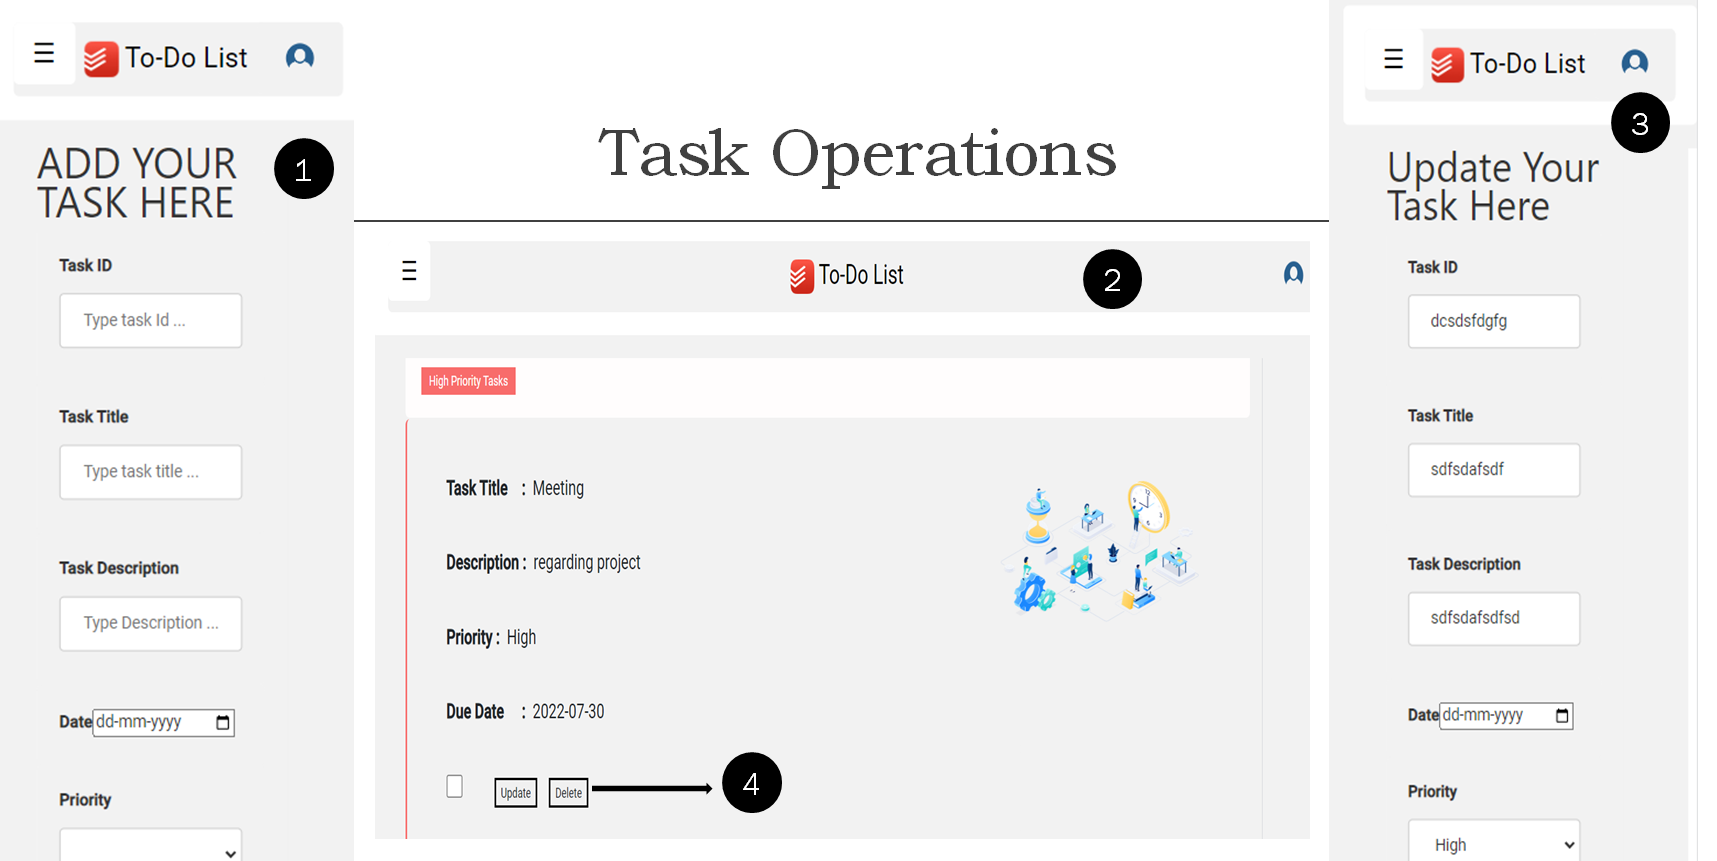 ☰ To-Do List
1
ADD YOUR
TASK HERE
Task ID
Type task Id ...
Task Title
Type task title ...
Task Description
Type Description ...
Date dd-mm-yyyy
Priority
Task Operations
☰ To-Do List
2
High Priority Tasks
Task Title : Meeting
Description : regarding project
Priority : High
Due Date : 2022-07-30
Update Delete
4
☰ To-Do List
3
Update Your
Task Here
Task ID
dcsdsfdgfg
Task Title
sdfsdafsdf
Task Description
sdfsdafsdfsd
Date dd-mm-yyyy
Priority
High